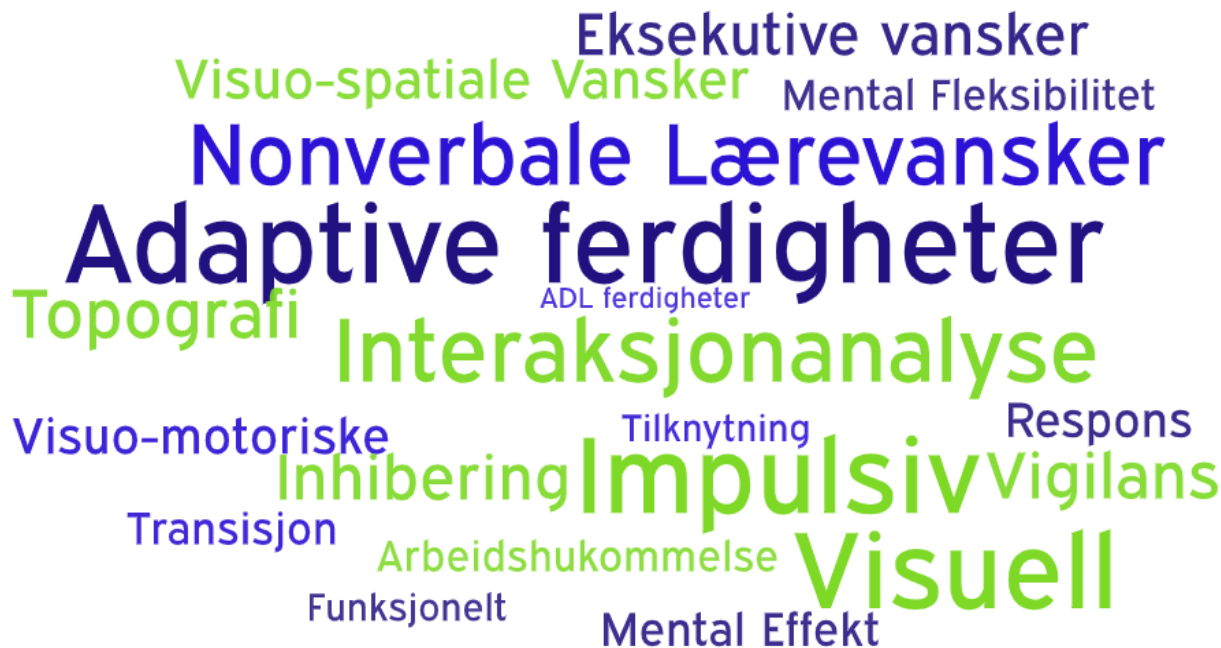 Eksekutive vansker
Visuo-spatiale Vansker
Mental Fleksibilitet
Nonverbale Lærevansker
Adaptive ferdigheter
Topografi
ADL ferdigheter
Interaksjonanalyse
Visuo-motoriske
Tilknytning
Respons
Inhibering
Impulsiv
Vigilans
Transisjon
Arbeidshukommelse
Visuell
Funksjonelt
Mental Effekt